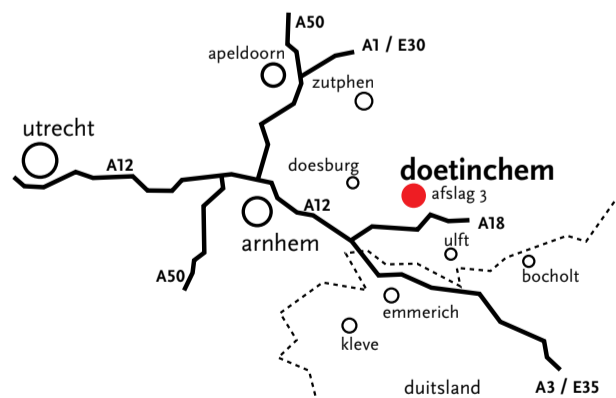 A50
A1 / E30
apeldoorn
zutphen
utrecht
A12
doesburg
doetinchem
afslag 3
A12
A18
arnhem
ulft
A50
bocholt
emmerich
kleve
duitsland
A3 / E35